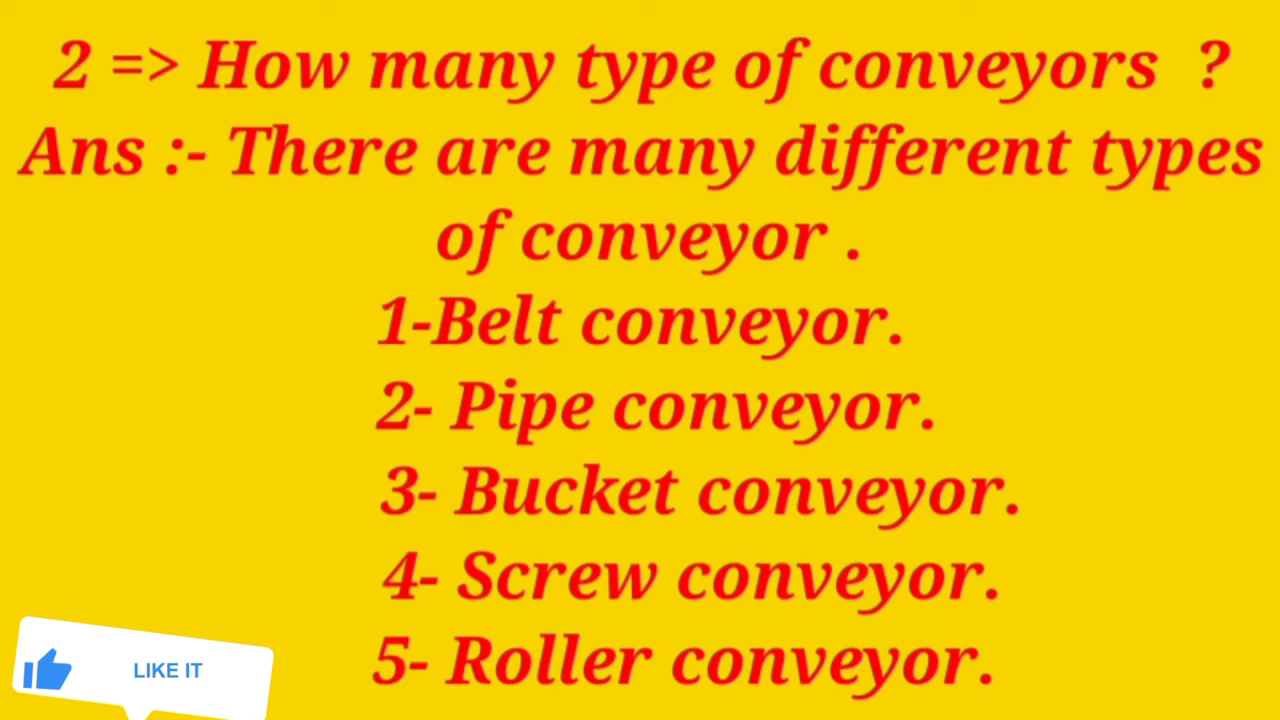 2 => How many type of conveyors ?
Ans :- There are many different types
of conveyor .
1-Belt conveyor.
2- Pipe conveyor.
3- Bucket conveyor.
4- Screw conveyor.
5- Roller conveyor.
LIKE IT